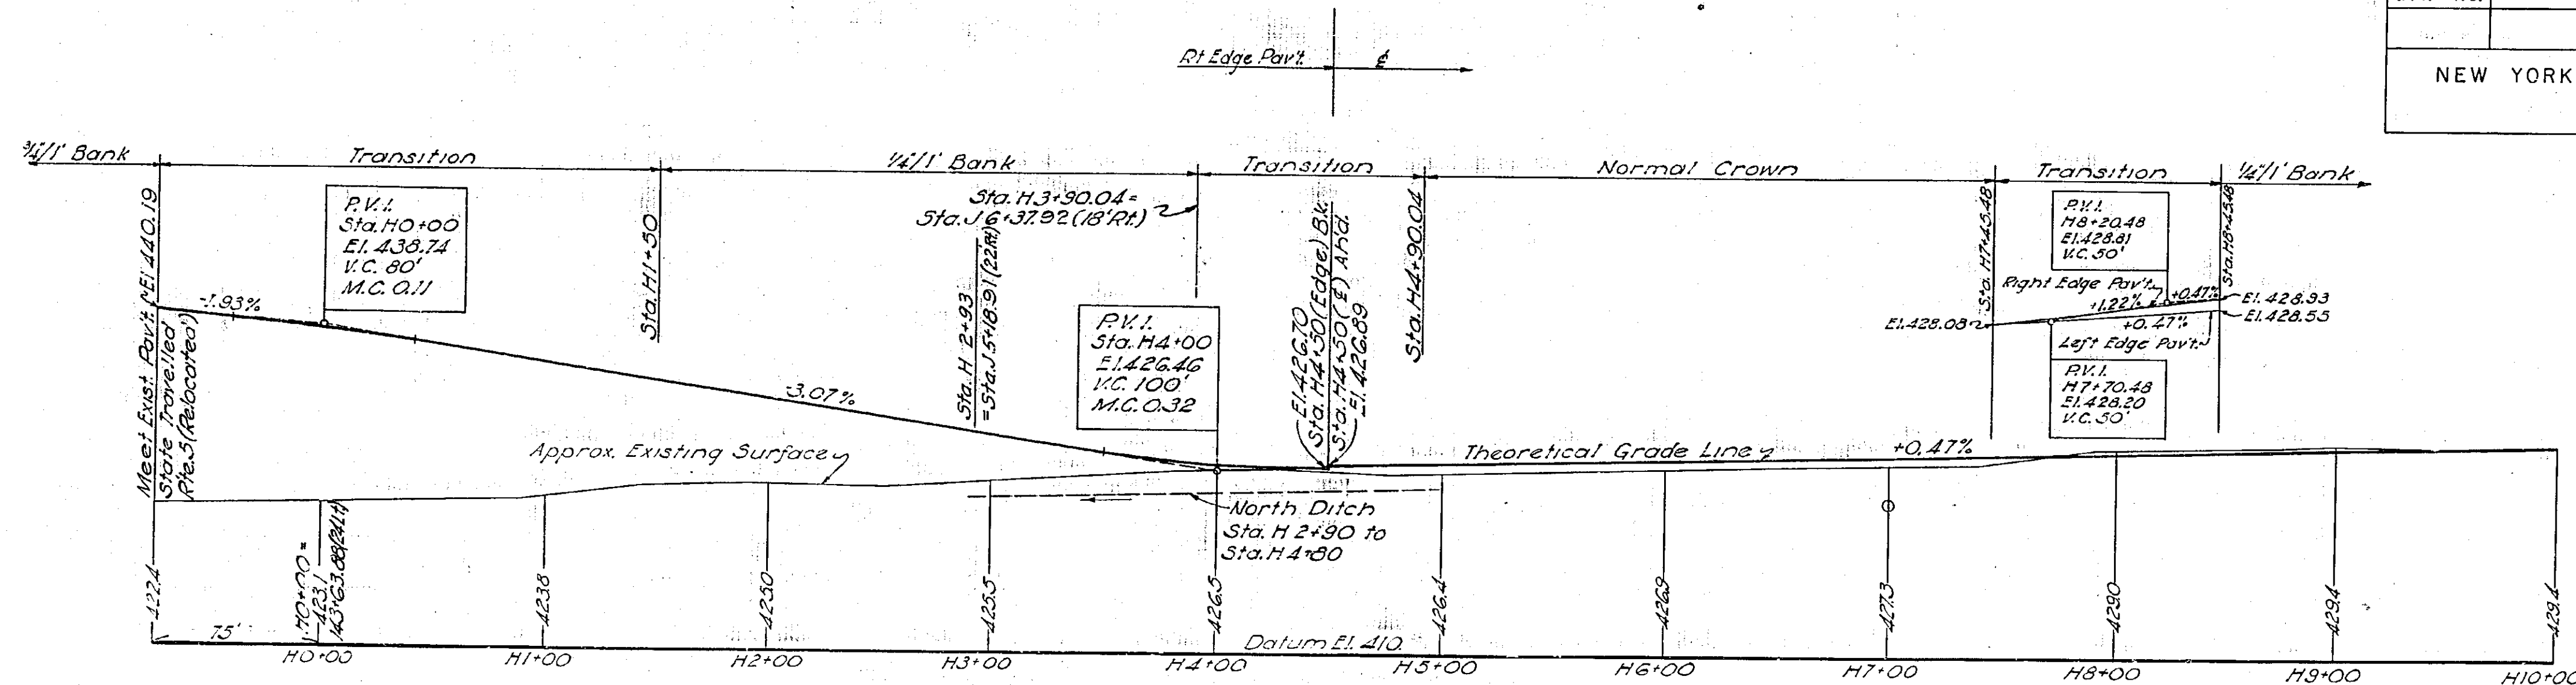 NEW YORK
Rt Edge Pav't. ℄
3/4"/1' Bank
Transition
1/4"/1' Bank
Transition
Normal Crown
Transition
1/4"/1' Bank
Meet Exist. Pav't. El. 440.19
State Travelled
Rte. 5 (Relocated)
P.V.I.
Sta. H0+00
El. 438.74
V.C. 80'
M.C. 0.11
-1.93%
Sta. H1+50
-3.07%
Sta. H3+90.04 =
Sta. J6+37.92 (18' Rt.)
Sta. H 2+93
=Sta. J5+18.91 (22' Rt.)
P.V.I.
Sta. H4+00
El. 426.46
V.C. 100'
M.C. 0.32
El. 426.70
Sta. H4+50 (Edge) Bk.
Sta. H4+50 (℄) Ah'd.
El. 426.89
Sta. H4+90.04
Sta. H7+45.48
P.V.I.
H8+20.48
El. 428.81
V.C. 50'
Sta. H8+45.48
Right Edge Pav't.
+1.22%
+0.47%
El. 428.93
El. 428.08
+0.47%
El. 428.55
Left Edge Pav't.
P.V.I.
H7+70.48
El. 428.20
V.C. 50'
Approx. Existing Surface
Theoretical Grade Line
+0.47%
North Ditch
Sta. H 2+90 to
Sta. H 4+80
422.4
H0+00 =
423.1
143+63.88 (24' Lt)
423.8
425.0
425.5
426.5
426.4
426.9
427.3
429.0
429.4
429.4
75'
Datum El. 410
H0+00
H1+00
H2+00
H3+00
H4+00
H5+00
H6+00
H7+00
H8+00
H9+00
H10+00